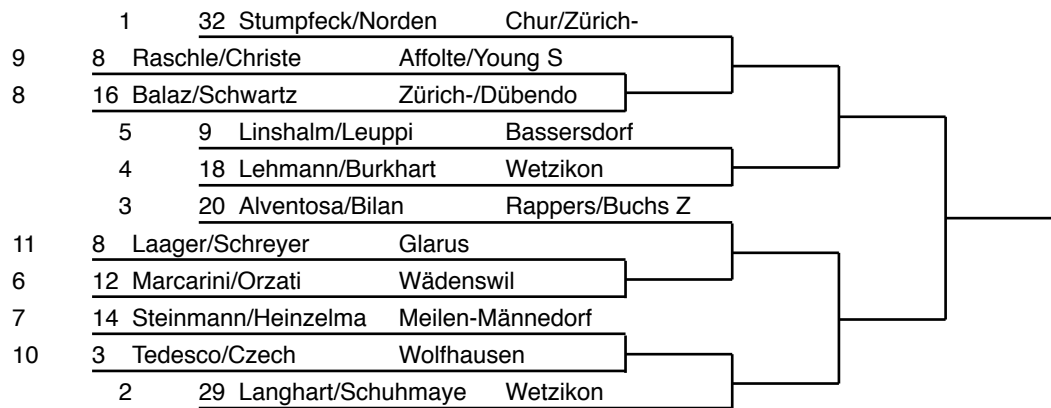 1 32 Stumpfeck/Norden Chur/Zürich-
9 8 Raschle/Christe Affolte/Young S
8 16 Balaz/Schwartz Zürich-/Dübendo
5 9 Linshalm/Leuppi Bassersdorf
4 18 Lehmann/Burkhart Wetzikon
3 20 Alventosa/Bilan Rappers/Buchs Z
11 8 Laager/Schreyer Glarus
6 12 Marcarini/Orzati Wädenswil
7 14 Steinmann/Heinzelma Meilen-Männedorf
10 3 Tedesco/Czech Wolfhausen
2 29 Langhart/Schuhmaye Wetzikon